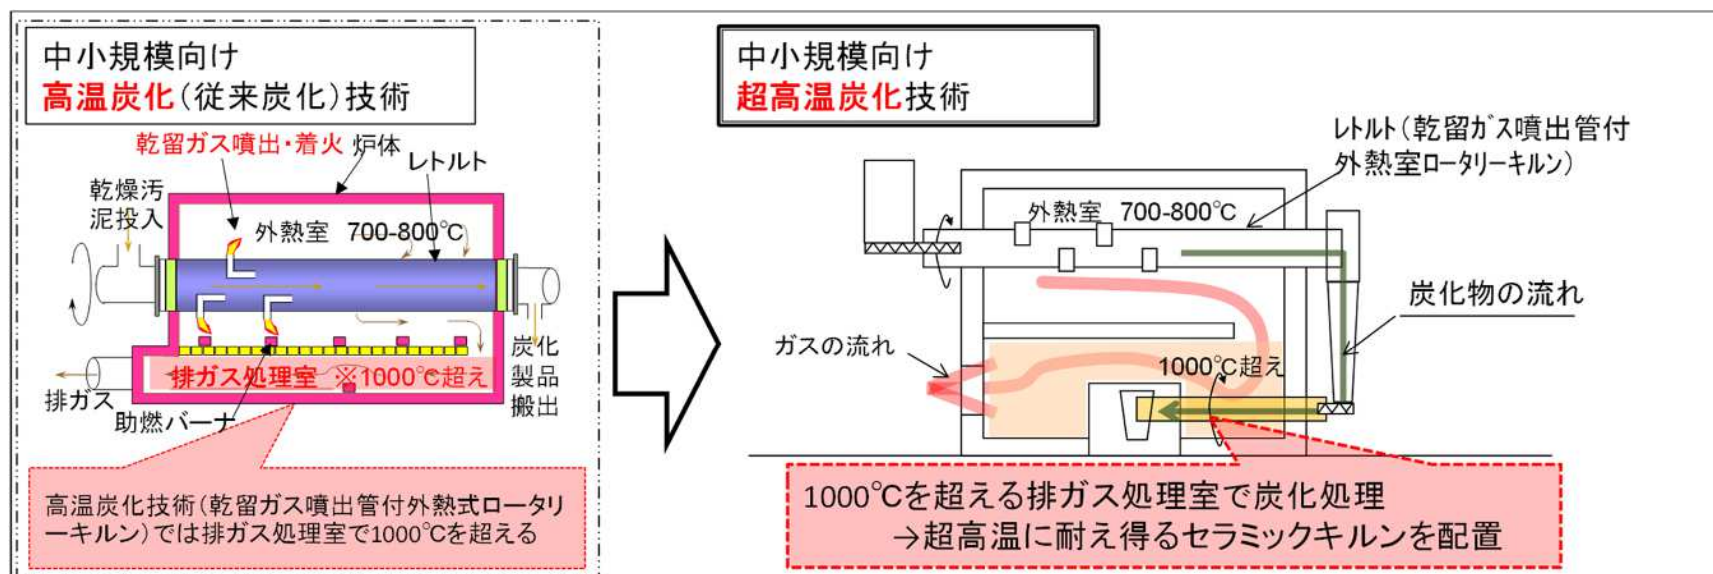 中小規模向け
高温炭化(従来炭化)技術
乾留ガス噴出・着火
炉体
レトルト
乾燥汚
泥投入
外熱室 700-800℃
排ガス処理室 ※1000℃超え
炭化
製品
搬出
排ガス
助燃バーナ
高温炭化技術(乾留ガス噴出管付外熱式ロータリ
ーキルン)では排ガス処理室で1000℃を超える
中小規模向け
超高温炭化技術
レトルト(乾留ガス噴出管付
外熱室ロータリーキルン)
外熱室 700-800℃
炭化物の流れ
ガスの流れ
1000℃超え
1000℃を超える排ガス処理室で炭化処理
→超高温に耐え得るセラミックキルンを配置